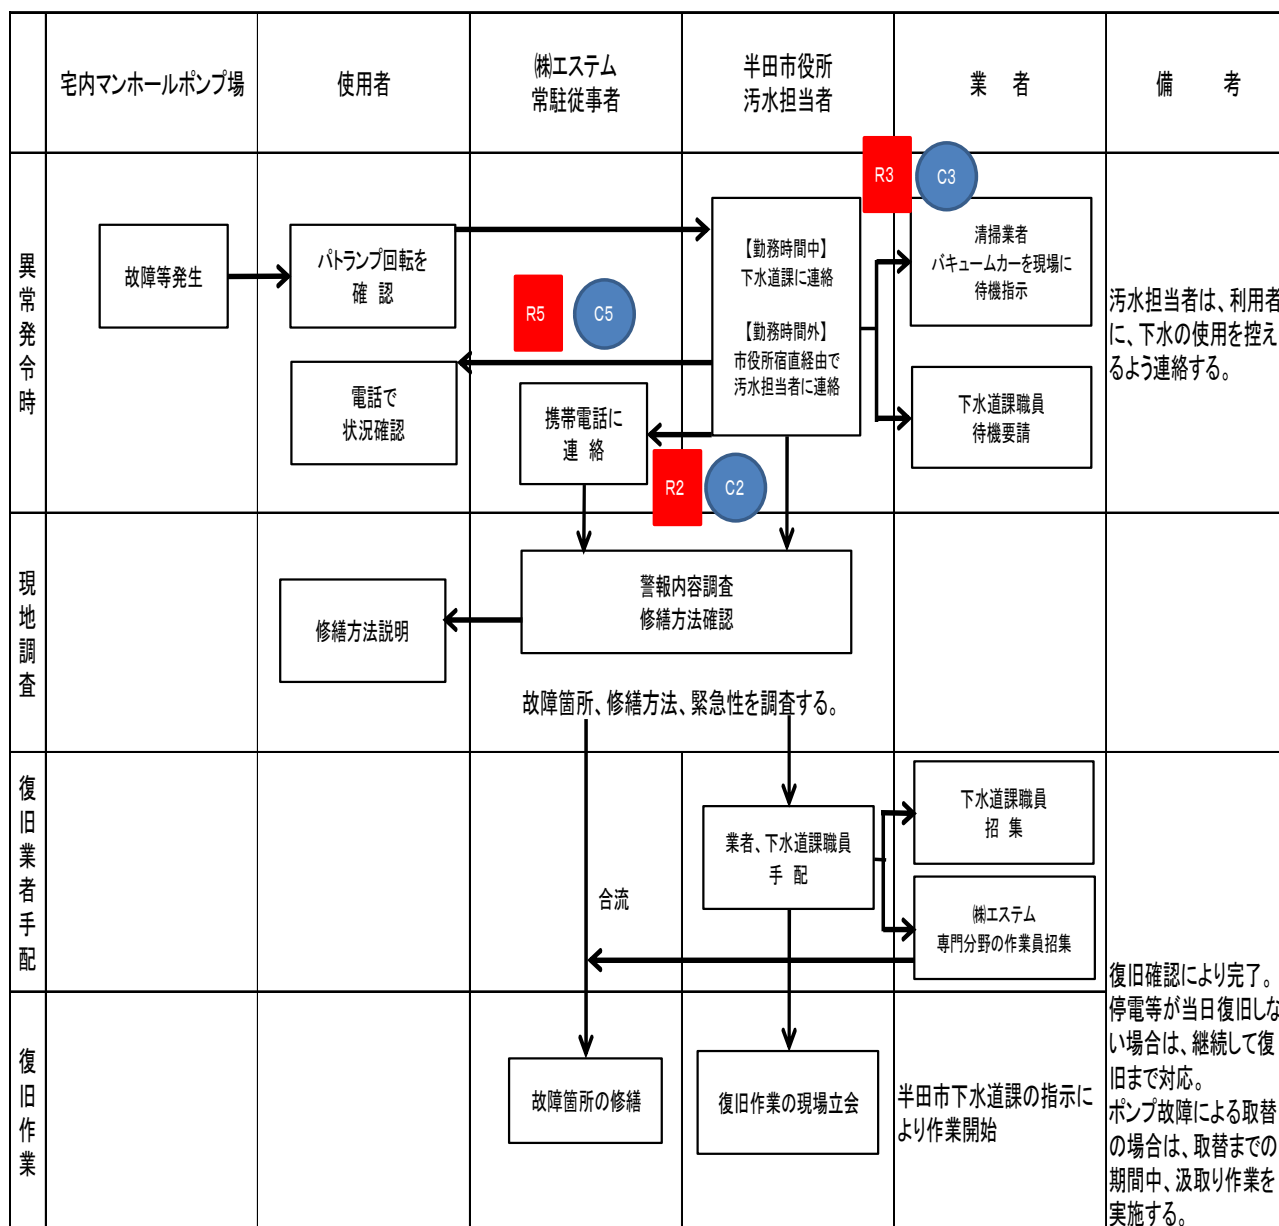 宅内マンホールポンプ場
使用者
㈱エステム
常駐従事者
半田市役所
汚水担当者
業　者
備　考
異常発令時
故障等発生
パトランプ回転を
確 認
電話で
状況確認
R5
C5
携帯電話に
連 絡
R2
C2
【勤務時間中】
下水道課に連絡
【勤務時間外】
市役所宿直経由で
汚水担当者に連絡
R3
C3
清掃業者
バキュームカーを現場に
待機指示
下水道課職員
待機要請
汚水担当者は、利用者
に、下水の使用を控え
るよう連絡する。
現地調査
修繕方法説明
警報内容調査
修繕方法確認
故障箇所、修繕方法、緊急性を調査する。
復旧業者手配
合流
業者、下水道課職員
手 配
下水道課職員
招 集
㈱エステム
専門分野の作業員招集
復旧作業
故障箇所の修繕
復旧作業の現場立会
半田市下水道課の指示に
より作業開始
復旧確認により完了。
停電等が当日復旧しな
い場合は、継続して復
旧まで対応。
ポンプ故障による取替
の場合は、取替までの
期間中、汲取り作業を
実施する。